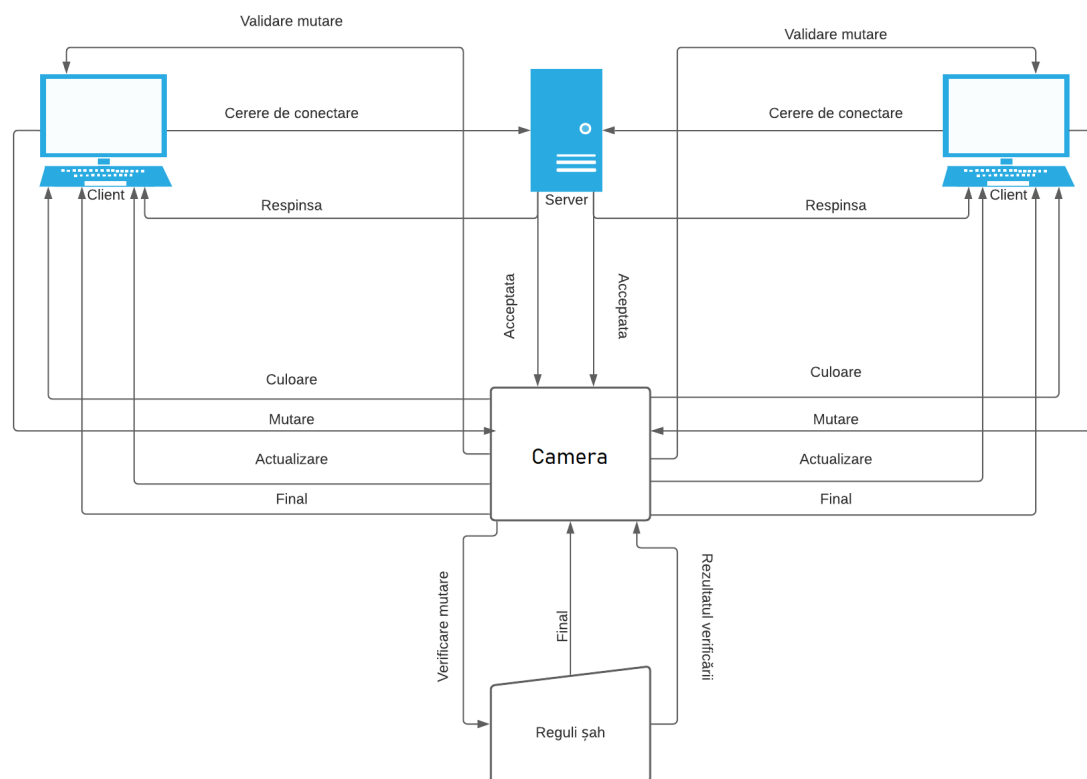 Validare mutare
Validare mutare
Cerere de conectare
Cerere de conectare
Client
Server
Client
Respinsa
Respinsa
Acceptata
Acceptata
Culoare
Culoare
Mutare
Mutare
Camera
Actualizare
Actualizare
Final
Final
Verificare mutare
Final
Rezultatul verificării
Reguli șah